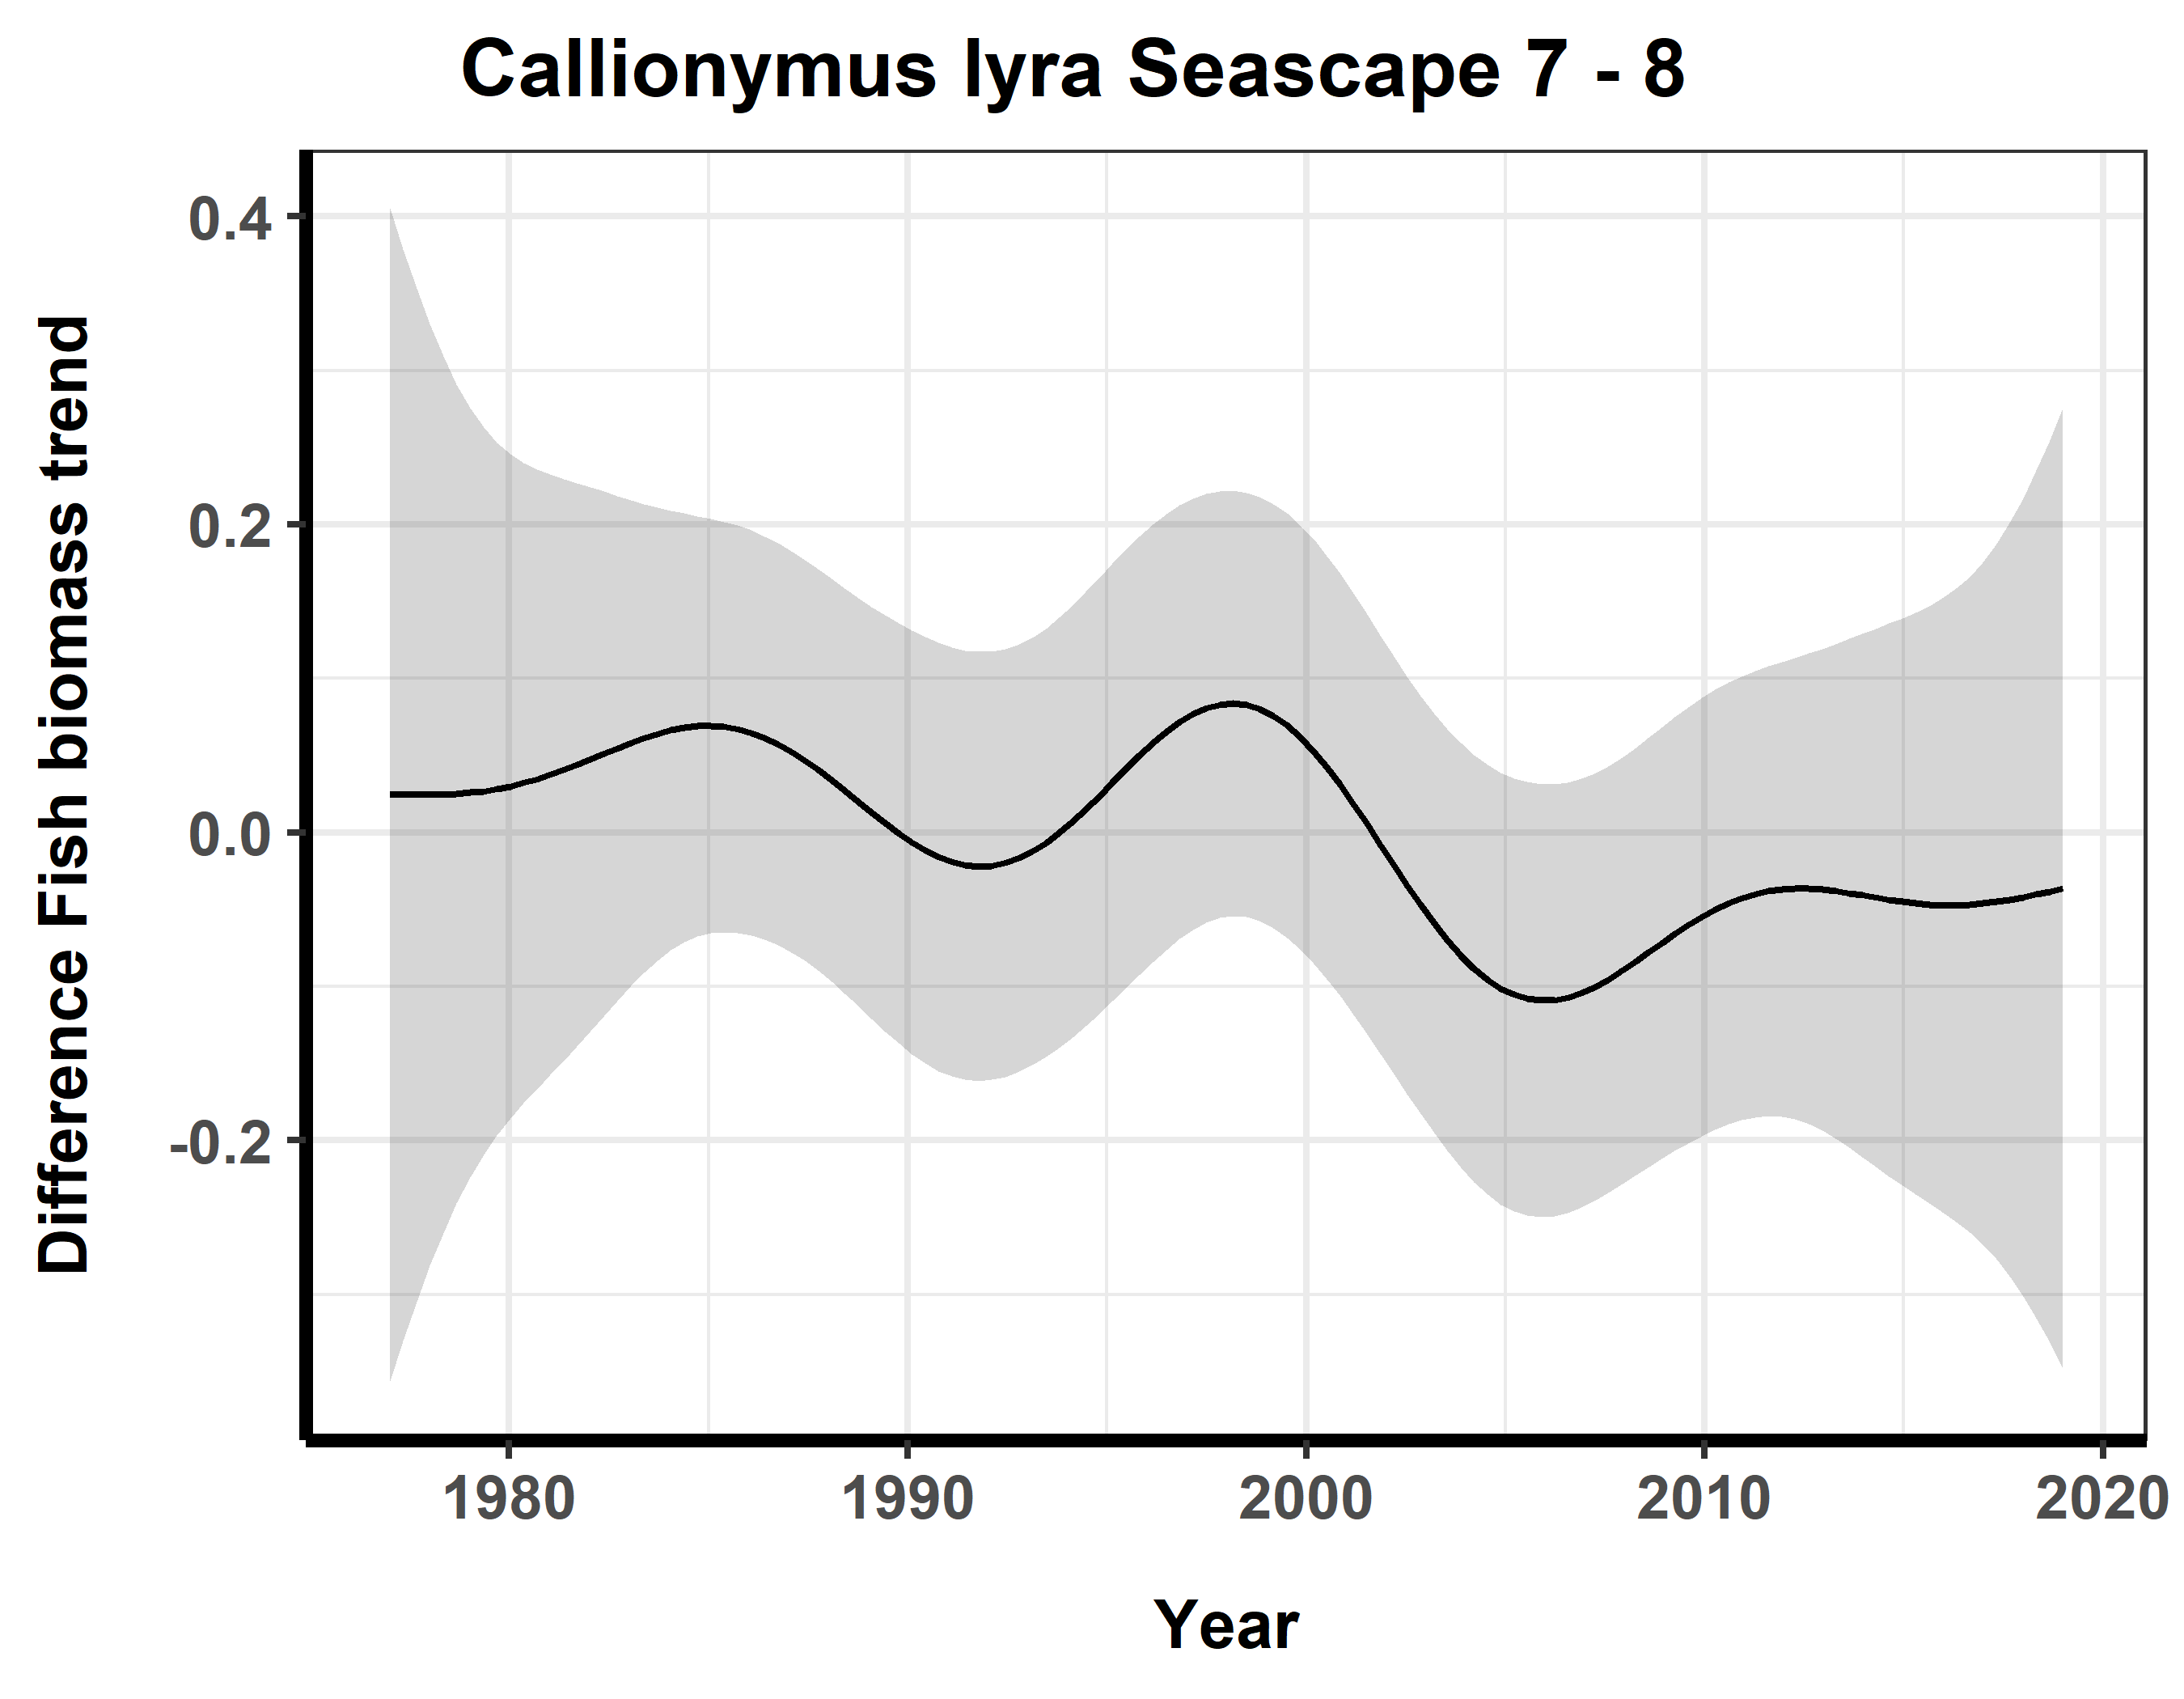 Callionymus lyra Seascape 7 - 8
Difference Fish biomass trend
0.4
0.2
0.0
-0.2
1980 1990 2000 2010 2020
Year